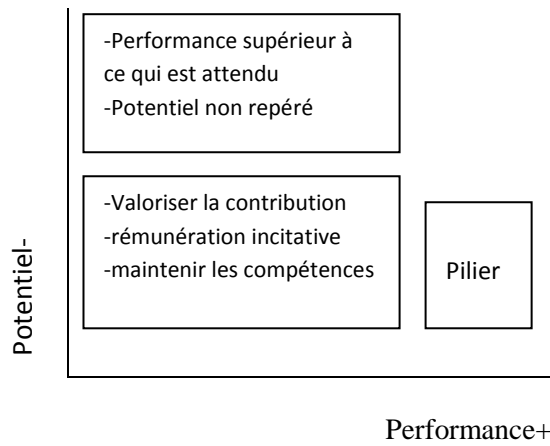 -Performance supérieur à
ce qui est attendu
-Potentiel non repéré
-Valoriser la contribution
-rémunération incitative
-maintenir les compétences
Pilier
Potentiel-
Performance+